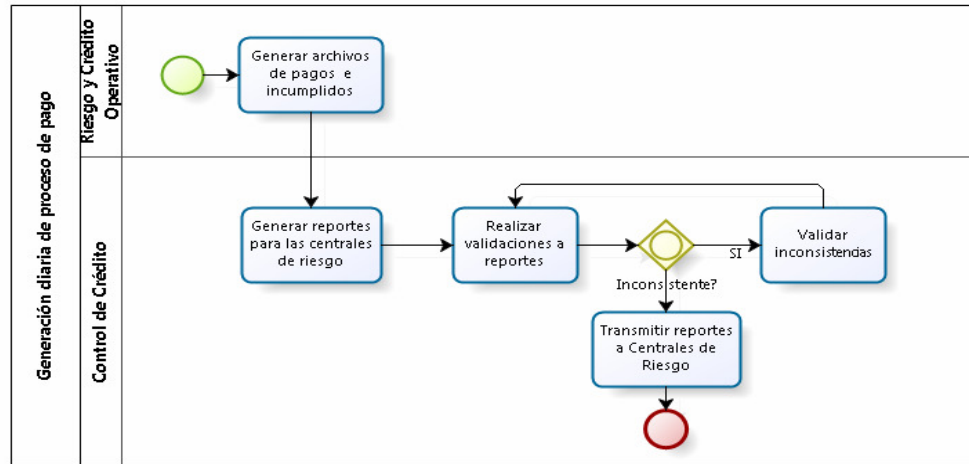 Generación diaria de proceso de pago
Riesgo y Crédito
Operativo
Generar archivos
de pagos e
incumplidos
Control de Crédito
Generar reportes
para las centrales
de riesgo
Realizar
validaciones a
reportes
Inconsistente?
SI
Validar
inconsistencias
Transmitir reportes
a Centrales de
Riesgo